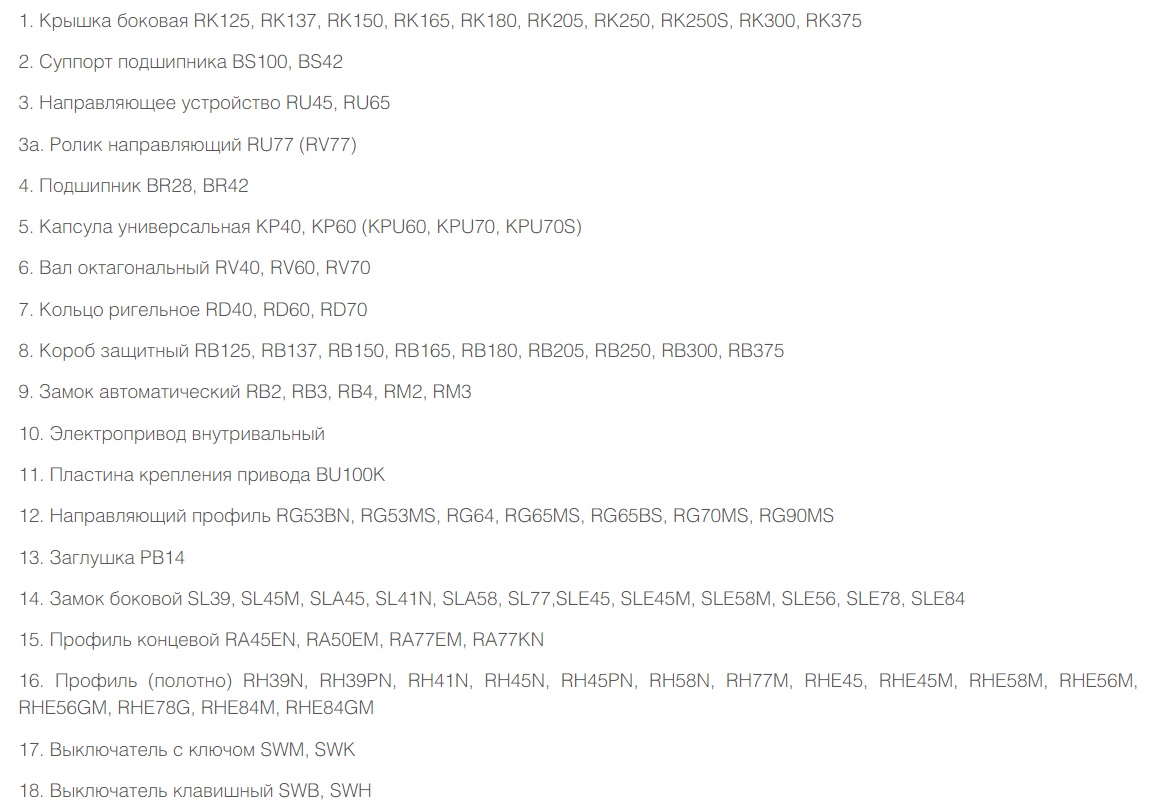 1. Крышка боковая RK125, RK137, RK150, RK165, RK180, RK205, RK250, RK250S, RK300, RK375
2. Суппорт подшипника BS100, BS42
3. Направляющее устройство RU45, RU65
3а. Ролик направляющий RU77 (RV77)
4. Подшипник BR28, BR42
5. Капсула универсальная KP40, KP60 (KPU60, KPU70, KPU70S)
6. Вал октагональный RV40, RV60, RV70
7. Кольцо ригельное RD40, RD60, RD70
8. Короб защитный RB125, RB137, RB150, RB165, RB180, RB205, RB250, RB300, RB375
9. Замок автоматический RB2, RB3, RB4, RM2, RM3
10. Электропривод внутривальный
11. Пластина крепления привода BU100K
12. Направляющий профиль RG53BN, RG53MS, RG64, RG65MS, RG65BS, RG70MS, RG90MS
13. Заглушка PB14
14. Замок боковой SL39, SL45M, SLA45, SL41N, SLA58, SL77,SLE45, SLE45M, SLE58M, SLE56, SLE78, SLE84
15. Профиль концевой RA45EN, RA50EM, RA77EM, RA77KN
16. Профиль (полотно) RH39N, RH39PN, RH41N, RH45N, RH45PN, RH58N, RH77M, RHE45, RHE45M, RHE58M, RHE56M,
RHE56GM, RHE78G, RHE84M, RHE84GM
17. Выключатель с ключом SWM, SWK
18. Выключатель клавишный SWB, SWH